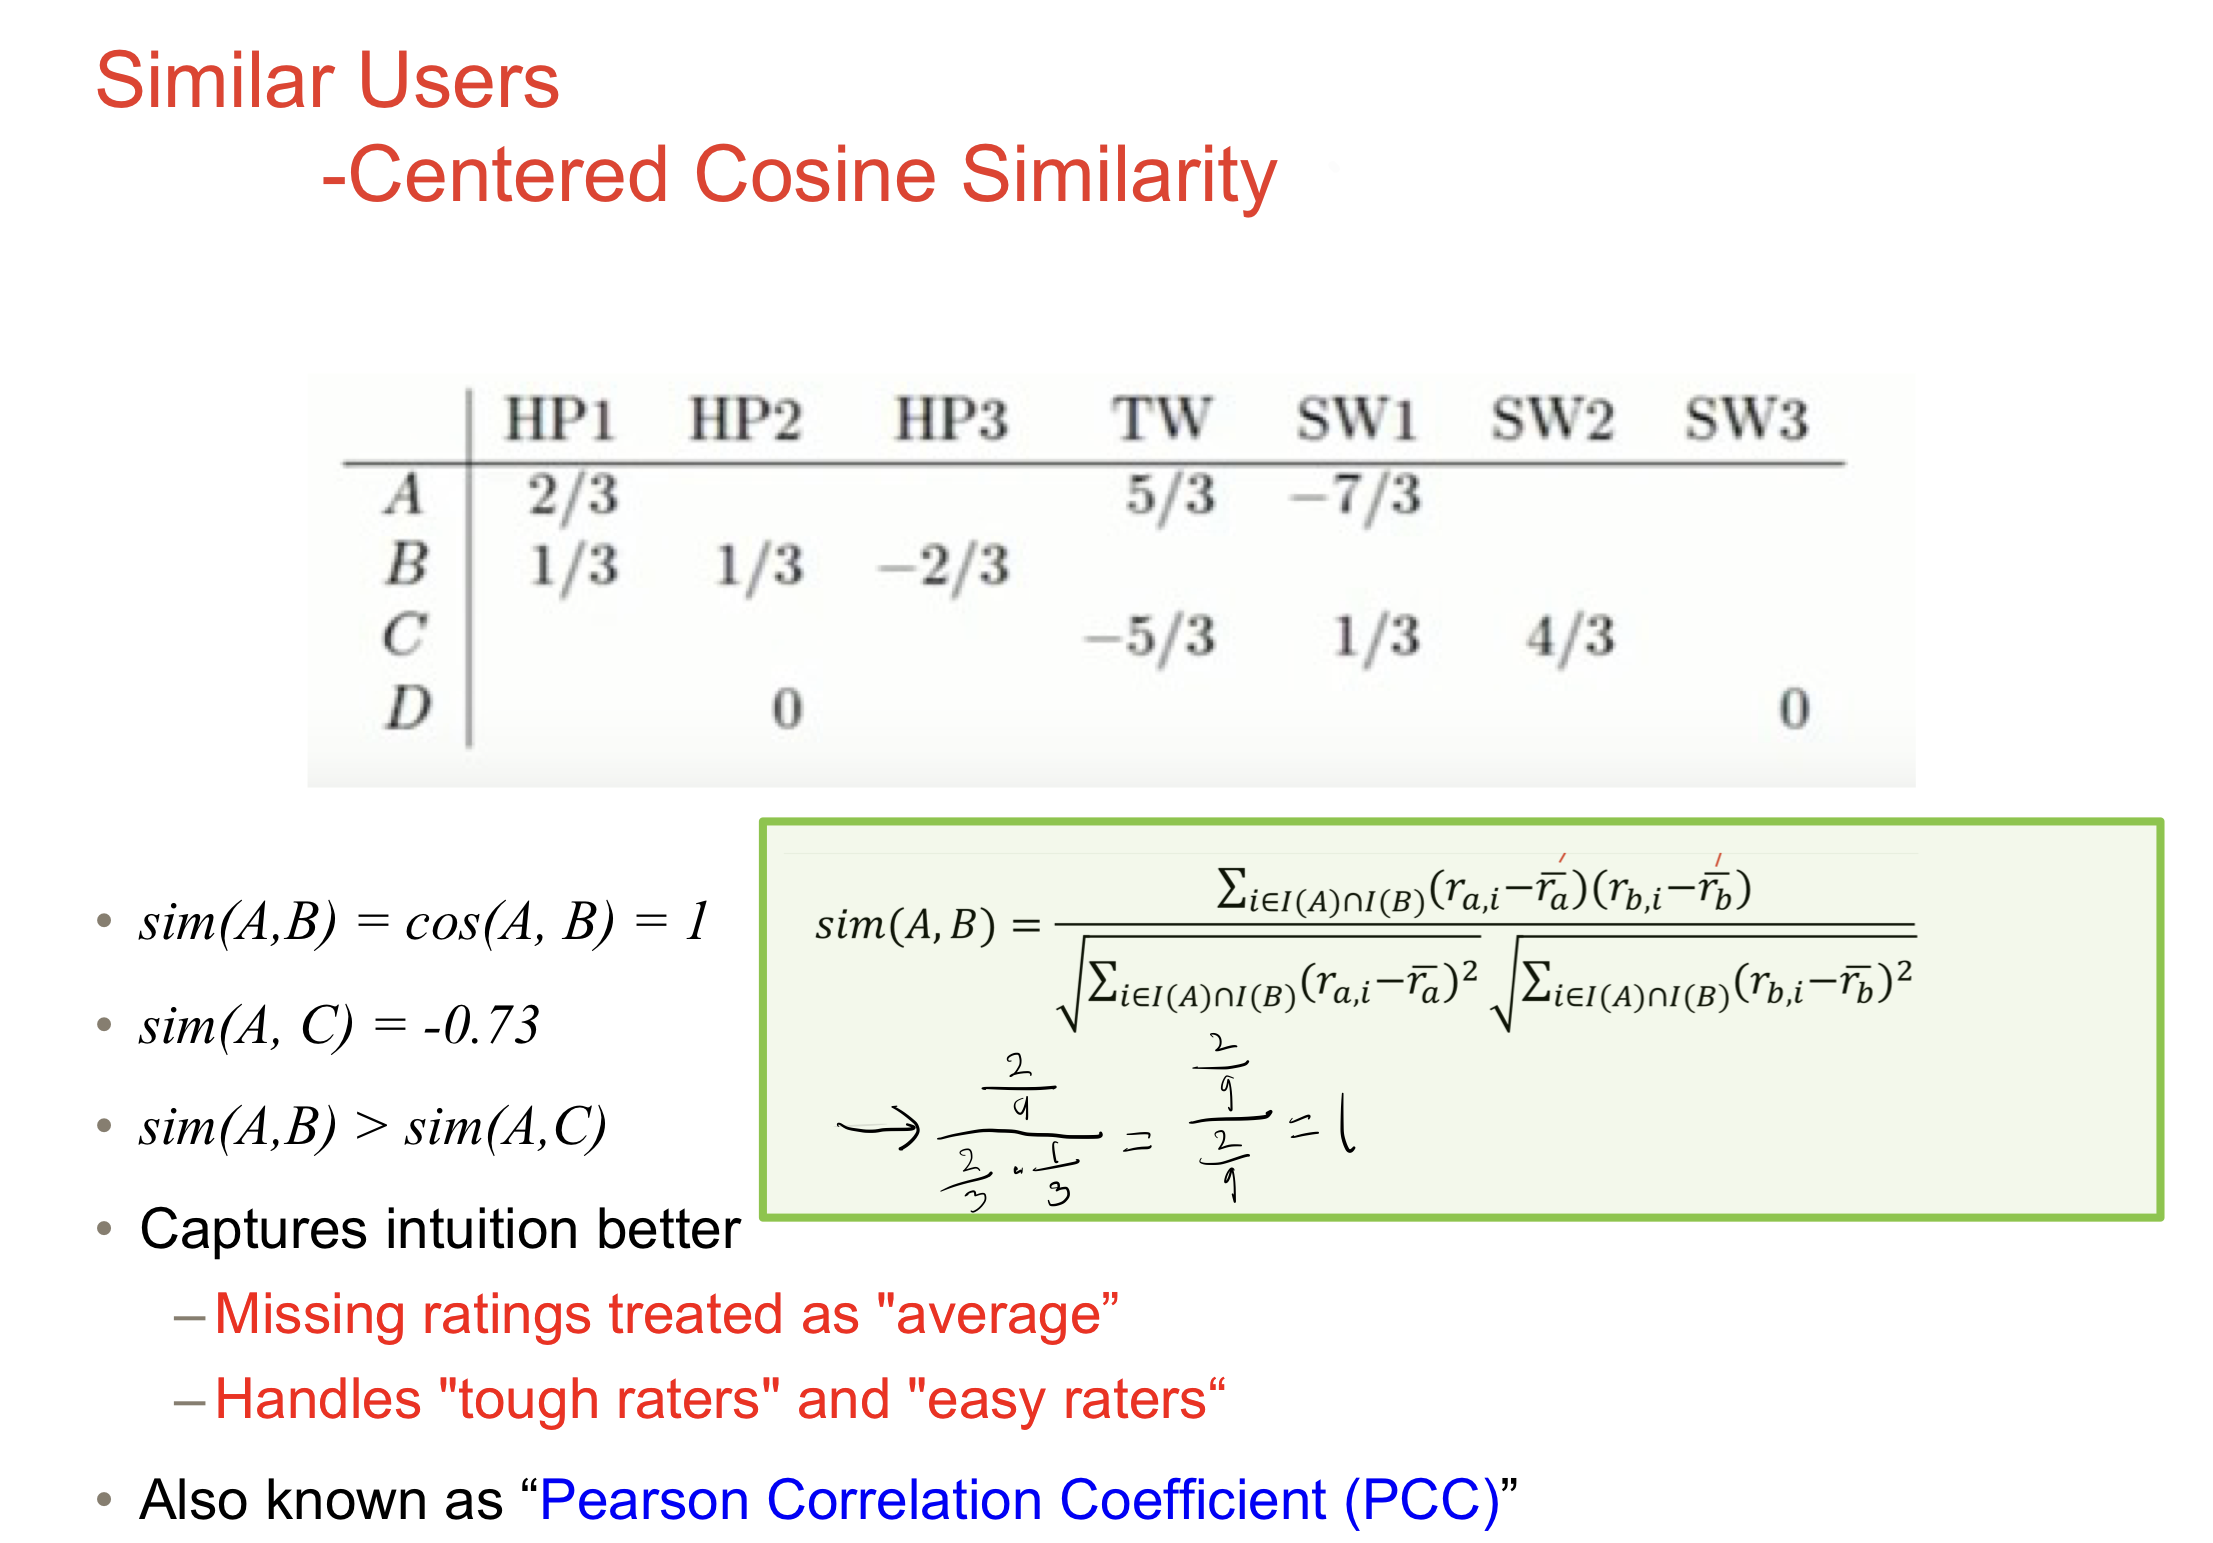 Similar Users
-Centered Cosine Similarity
HP1 HP2 HP3 TW SW1 SW2 SW3
A 2/3 5/3 −7/3
B 1/3 1/3 −2/3
C −5/3 1/3 4/3
D 0 0
• sim(A,B) = cos(A, B) = 1
• sim(A, C) = -0.73
• sim(A,B) > sim(A,C)
• Captures intuition better
– Missing ratings treated as "average”
– Handles "tough raters" and "easy raters“
• Also known as “Pearson Correlation Coefficient (PCC)”
sim(A, B) = ∑i∈I(A)∩I(B)(ra,i−r̅a)(rb,i−r̅b) / √∑i∈I(A)∩I(B)(ra,i−r̅a)² √∑i∈I(A)∩I(B)(rb,i−r̅b)²
→ (2/9) / (2/3 · 1/3) = (2/9) / (2/9) = 1